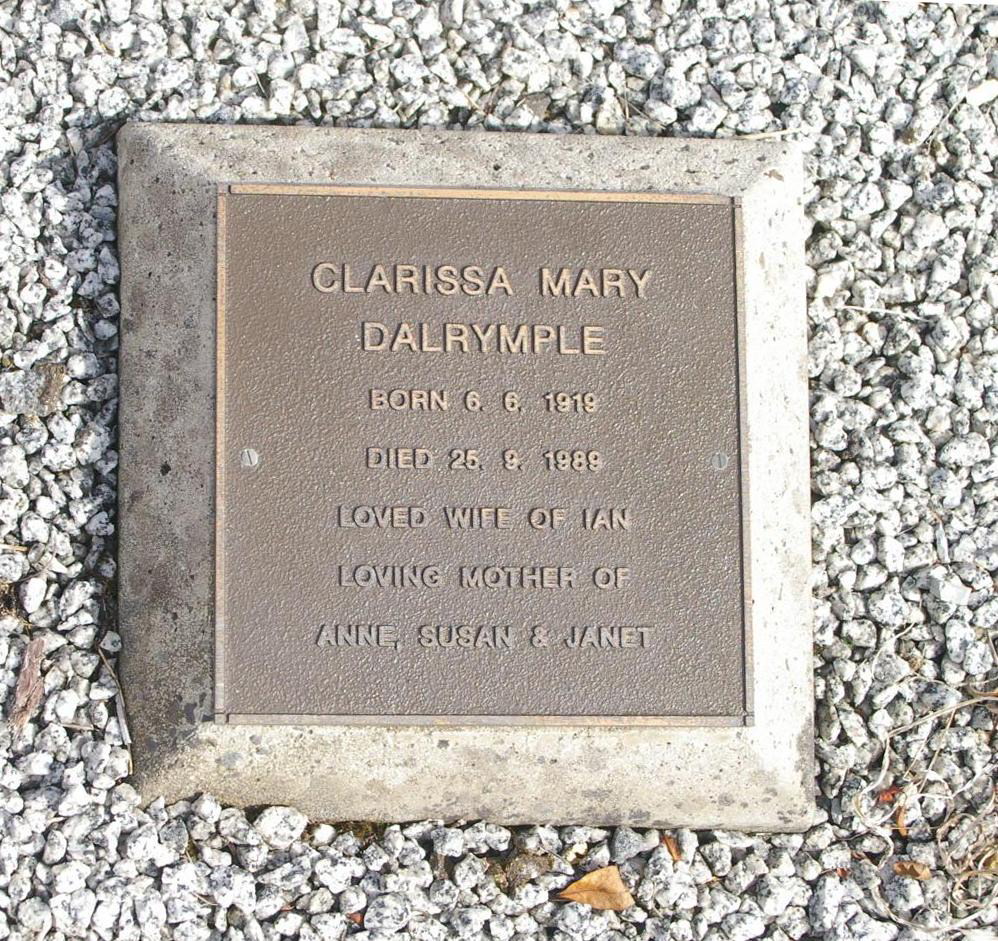 CLARISSA MARY
DALRYMPLE
BORN 6. 6. 1919
DIED 25. 9. 1989
LOVED WIFE OF IAN
LOVING MOTHER OF
ANNE, SUSAN & JANET